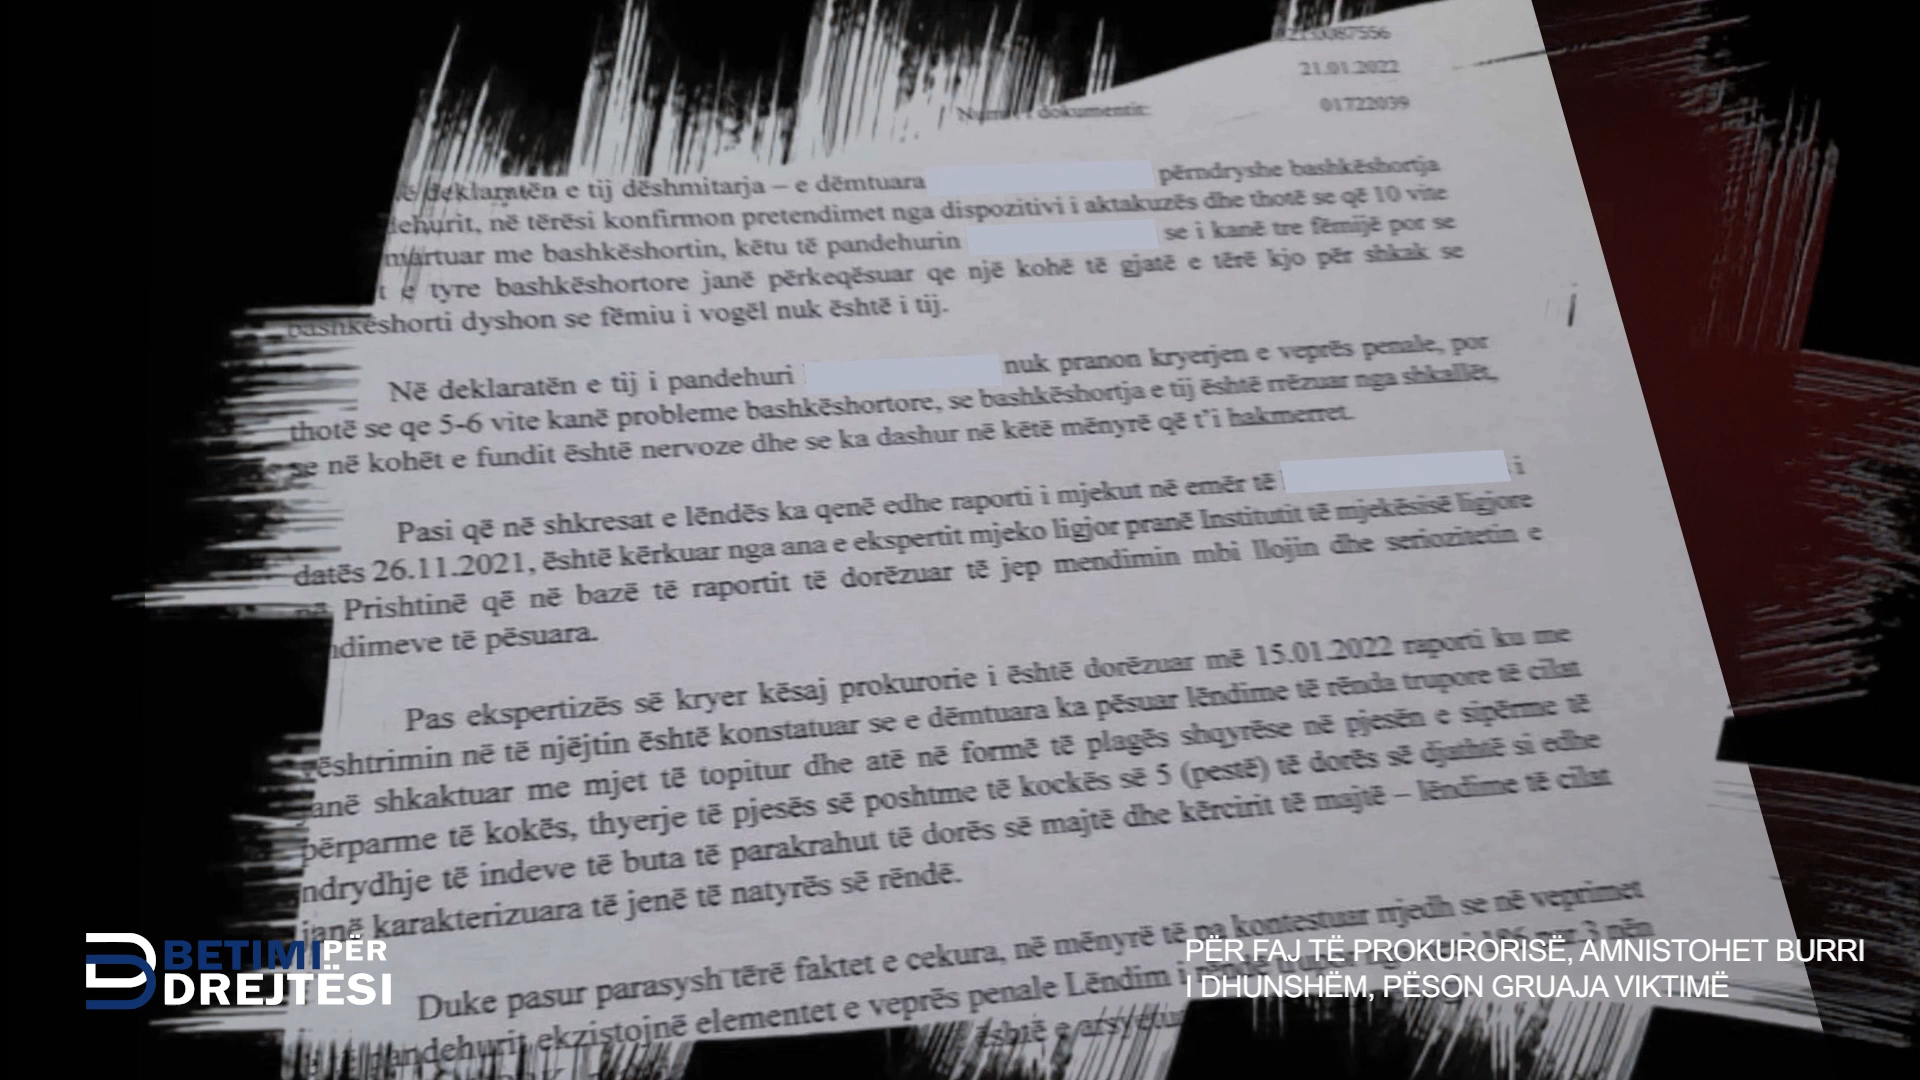 2130087556
21.01.2022
Numri i dokumentit: 01722039
deklaratën e tij dëshmitarja – e dëmtuara përndryshe bashkëshortja
dehurit, në tërësi konfirmon pretendimet nga dispozitivi i aktakuzës dhe thotë se që 10 vite
martuar me bashkëshortin, këtu të pandehurin se i kanë tre fëmijë por se
t e tyre bashkëshortore janë përkeqësuar qe një kohë të gjatë e tërë kjo për shkak se
bashkëshorti dyshon se fëmiu i vogël nuk është i tij.
Në deklaratën e tij i pandehuri nuk pranon kryerjen e veprës penale, por
thotë se qe 5-6 vite kanë probleme bashkëshortore, se bashkëshortja e tij është rrëzuar nga shkallët,
se në kohët e fundit është nervoze dhe se ka dashur në këtë mënyrë që t'i hakmerret.
Pasi që në shkresat e lëndës ka qenë edhe raporti i mjekut në emër të i
datës 26.11.2021, është kërkuar nga ana e ekspertit mjeko ligjor pranë Institutit të mjekësisë ligjore
në Prishtinë që në bazë të raportit të dorëzuar të jep mendimin mbi llojin dhe seriozitetin e
ndimeve të pësuara.
Pas ekspertizës së kryer kësaj prokurorie i është dorëzuar më 15.01.2022 raporti ku me
vështrimin në të njëjtin është konstatuar se e dëmtuara ka pësuar lëndime të rënda trupore të cilat
janë shkaktuar me mjet të topitur dhe atë në formë të plagës shqyrëse në pjesën e sipërme të
përparme të kokës, thyerje të pjesës së poshtme të kockës së 5 (pestë) të dorës së djathtë si edhe
ndrydhje të indeve të buta të parakrahut të dorës së majtë dhe kërcirit të majtë – lëndime të cilat
janë karakterizuara të jenë të natyrës së rëndë.
Duke pasur parasysh tërë faktet e cekura, në mënyrë të pa kontestuar rrjedh se në veprimet
pandehurit ekzistojnë elementet e veprës penale Lëndim
është e arsyetu
BETIMI PËR
DREJTËSI
PËR FAJ TË PROKURORISË, AMNISTOHET BURRI
I DHUNSHËM, PËSON GRUAJA VIKTIMË